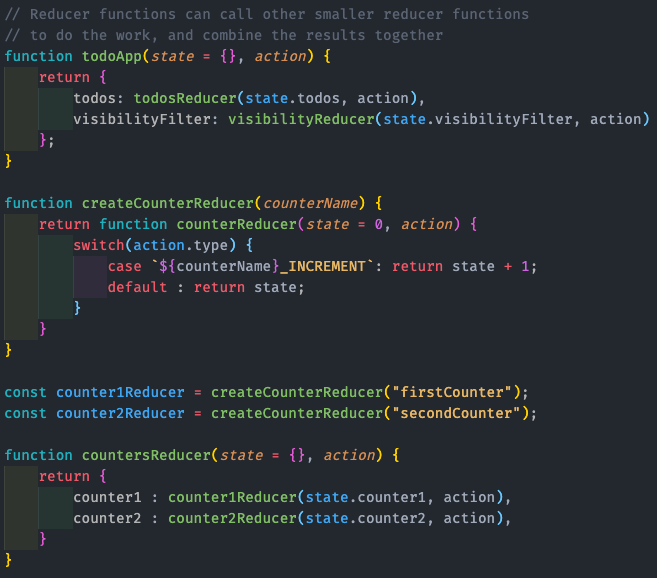 // Reducer functions can call other smaller reducer functions
// to do the work, and combine the results together
function todoApp(state = {}, action) {
    return {
        todos: todosReducer(state.todos, action),
        visibilityFilter: visibilityReducer(state.visibilityFilter, action)
    };
}

function createCounterReducer(counterName) {
    return function counterReducer(state = 0, action) {
        switch(action.type) {
            case `${counterName}_INCREMENT`: return state + 1;
            default : return state;
        }
    }
}

const counter1Reducer = createCounterReducer("firstCounter");
const counter2Reducer = createCounterReducer("secondCounter");

function countersReducer(state = {}, action) {
    return {
        counter1 : counter1Reducer(state.counter1, action),
        counter2 : counter2Reducer(state.counter2, action),
    }
}